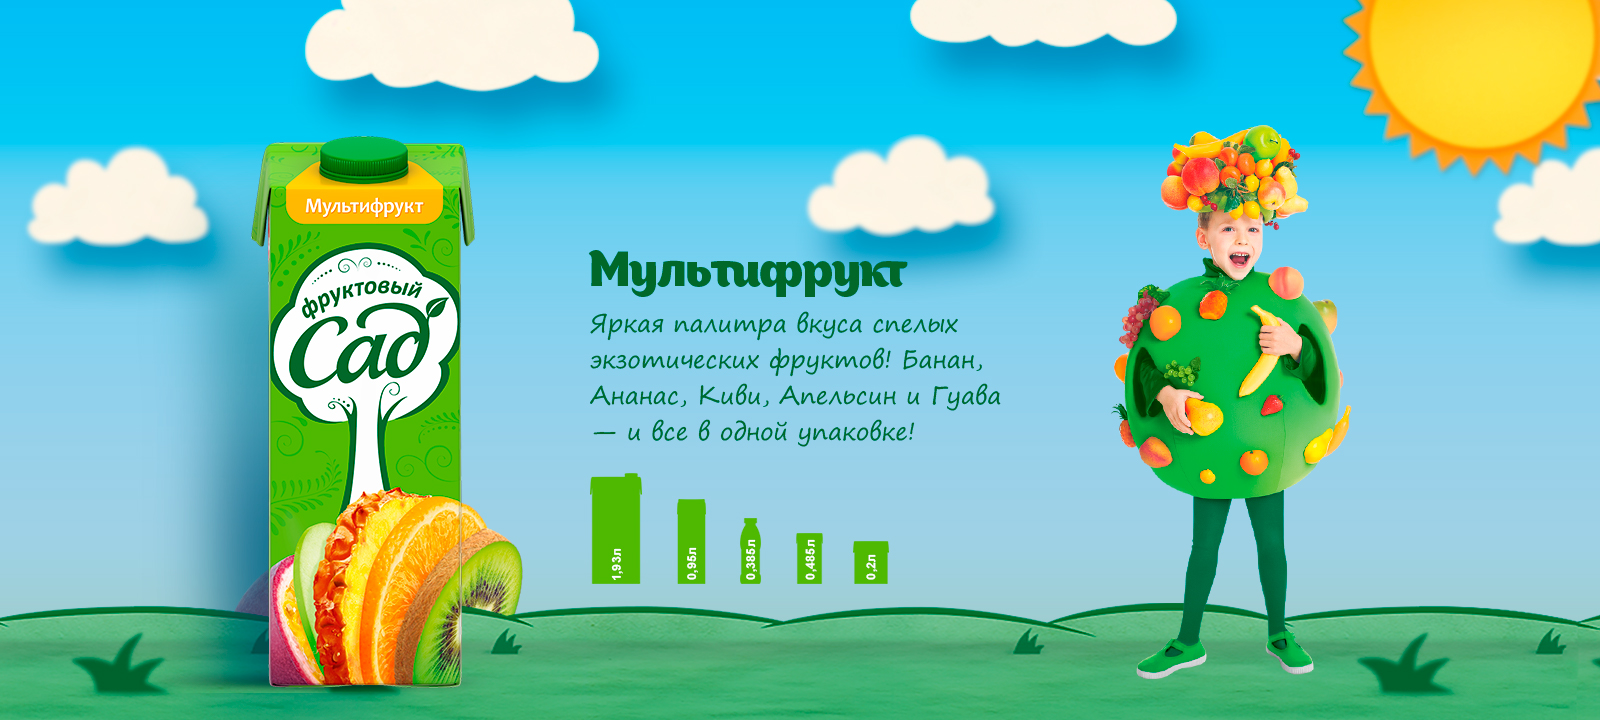 Мультифрукт
фруктовый
Сад
Мультифрукт
Яркая палитра вкуса спелых
экзотических фруктов! Банан,
Ананас, Киви, Апельсин и Гуава
— и все в одной упаковке!
1,93л
0,95л
0,385л
0,485л
0,2л